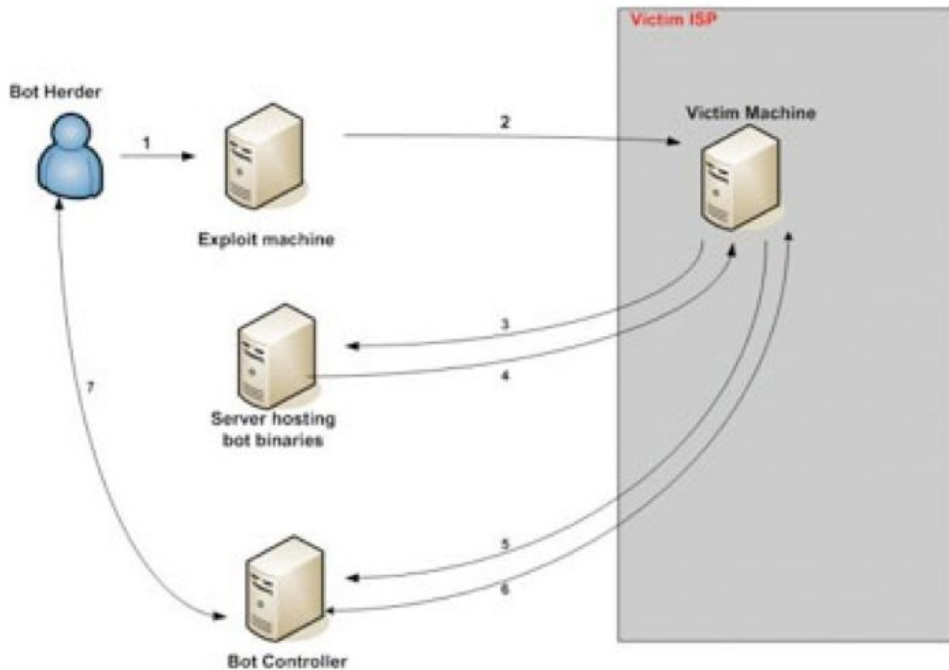 Victim ISP
Bot Herder
Victim Machine
1
2
Exploit machine
3
4
7
Server hosting
bot binaries
5
6
Bot Controller